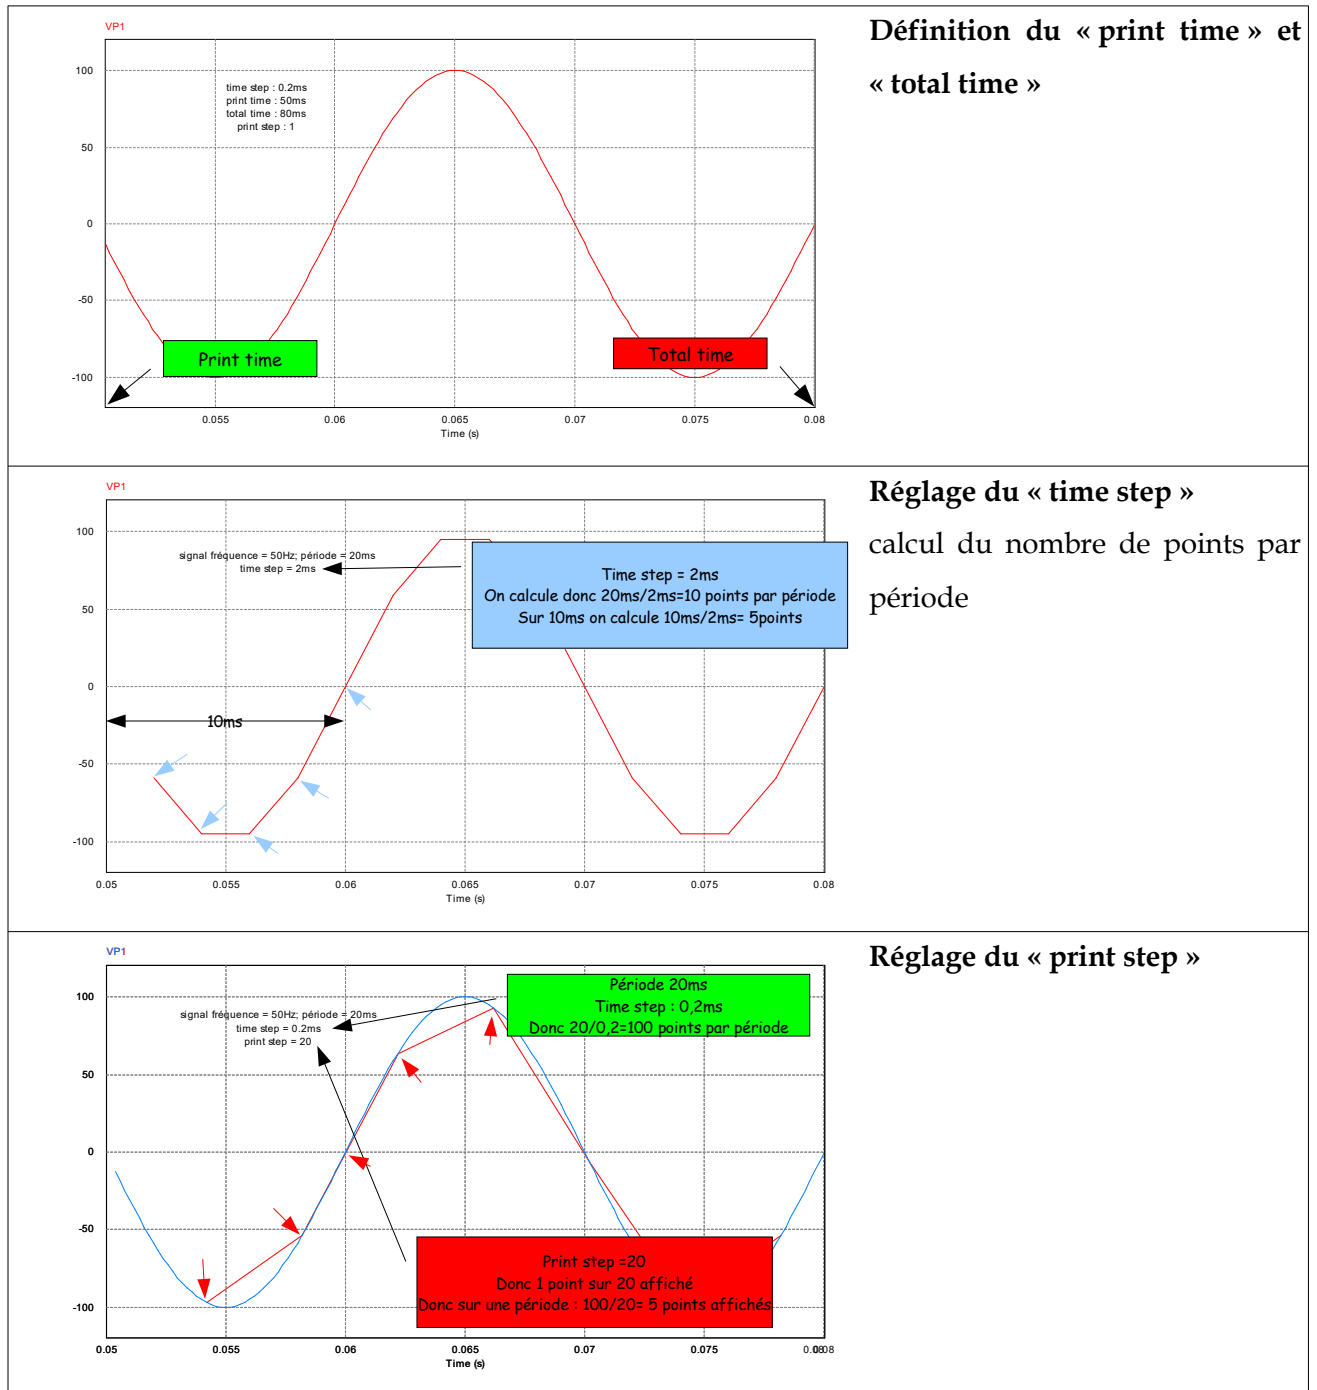 VP1
Définition du « print time » et
« total time »
100
time step : 0.2ms
print time : 50ms
total time : 80ms
print step : 1
50
0
-50
Print time
Total time
-100
0.055
0.06
0.065
0.07
0.075
0.08
Time (s)
VP1
Réglage du « time step »
calcul du nombre de points par
période
100
signal fréquence = 50Hz; période = 20ms
time step = 2ms
Time step = 2ms
On calcule donc 20ms/2ms=10 points par période
Sur 10ms on calcule 10ms/2ms= 5points
50
0
10ms
-50
-100
0.05
0.055
0.06
0.065
0.07
0.075
0.08
Time (s)
VP1
Réglage du « print step »
Période 20ms
Time step : 0,2ms
Donc 20/0,2=100 points par période
100
signal fréquence = 50Hz; période = 20ms
time step = 0.2ms
print step = 20
50
0
-50
Print step =20
Donc 1 point sur 20 affiché
Donc sur une période : 100/20= 5 points affichés
-100
0.05
0.055
0.06
0.065
0.07
0.075
0.08
Time (s)